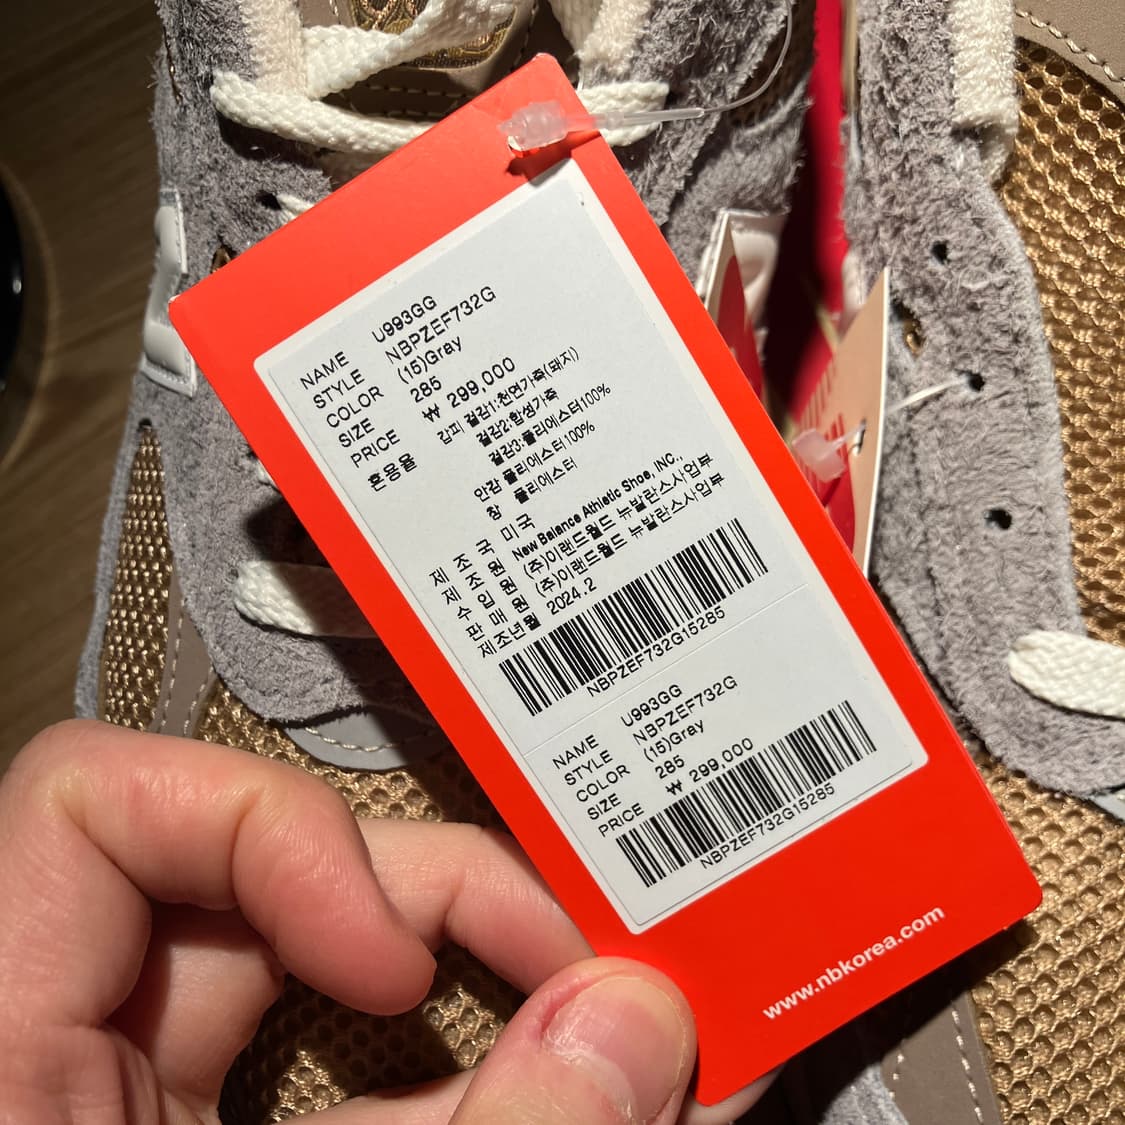 NAME U993GG
STYLE NBPZEF732G
COLOR (15)Gray
SIZE 285
PRICE ₩ 299,000
혼용율 갑피 겉감1:천연가죽(돼지)
겉감2:합성가죽
겉감3:폴리에스터100%
안감 폴리에스터100%
창 폴리에스터
제 조 국 미국
제 조 원 New Balance Athletic Shoe, INC.,
수 입 원 (주)이랜드월드 뉴발란스사업부
판 매 원 (주)이랜드월드 뉴발란스사업부
제조년월 2024.2
NBPZEF732G15285
NAME U993GG
STYLE NBPZEF732G
COLOR (15)Gray
SIZE 285
PRICE ₩ 299,000
NBPZEF732G15285
www.nbkorea.com